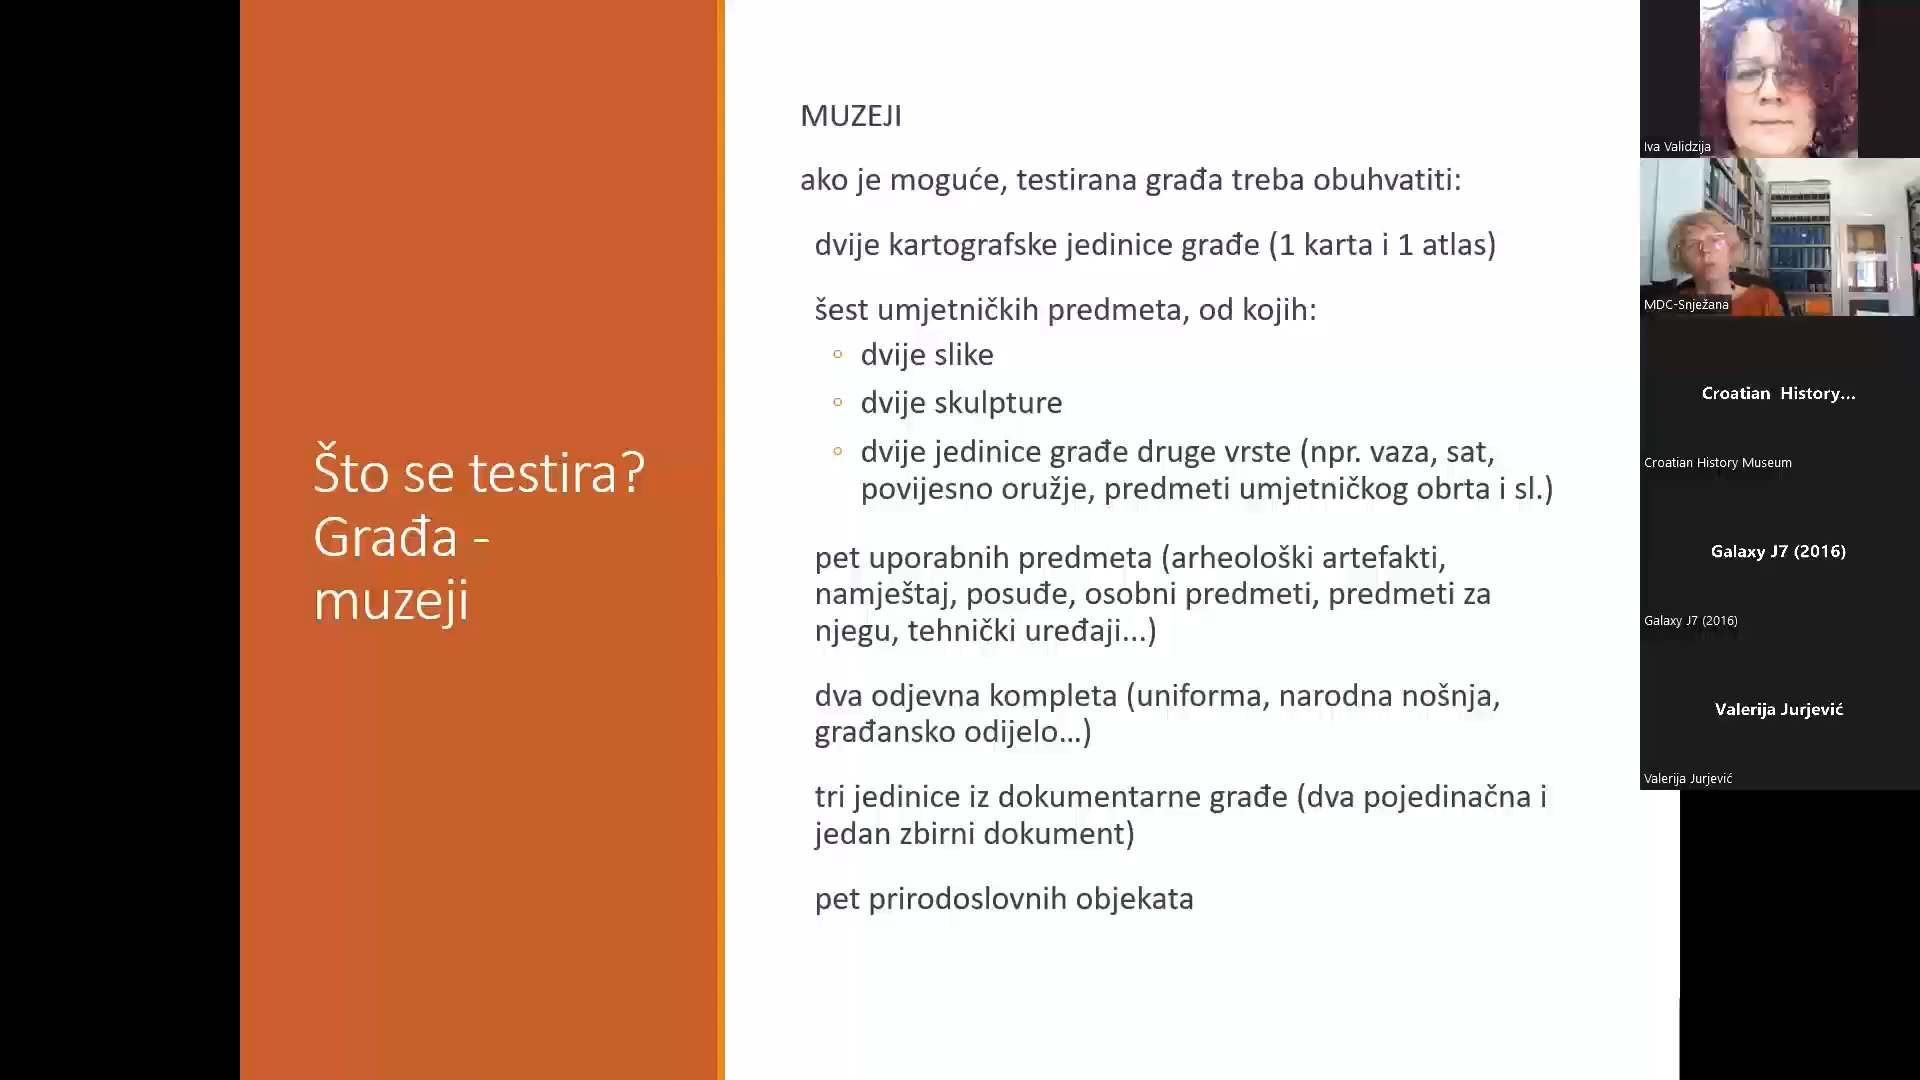 Što se testira?
Građa -
muzeji
MUZEJI
ako je moguće, testirana građa treba obuhvatiti:
dvije kartografske jedinice građe (1 karta i 1 atlas)
šest umjetničkih predmeta, od kojih:
dvije slike
dvije skulpture
dvije jedinice građe druge vrste (npr. vaza, sat,
povijesno oružje, predmeti umjetničkog obrta i sl.)
pet uporabnih predmeta (arheološki artefakti,
namještaj, posuđe, osobni predmeti, predmeti za
njegu, tehnički uređaji...)
dva odjevna kompleta (uniforma, narodna nošnja,
građansko odijelo…)
tri jedinice iz dokumentarne građe (dva pojedinačna i
jedan zbirni dokument)
pet prirodoslovnih objekata
Iva Validzija
MDC-Snježana
Croatian History...
Croatian History Museum
Galaxy J7 (2016)
Galaxy J7 (2016)
Valerija Jurjević
Valerija Jurjević